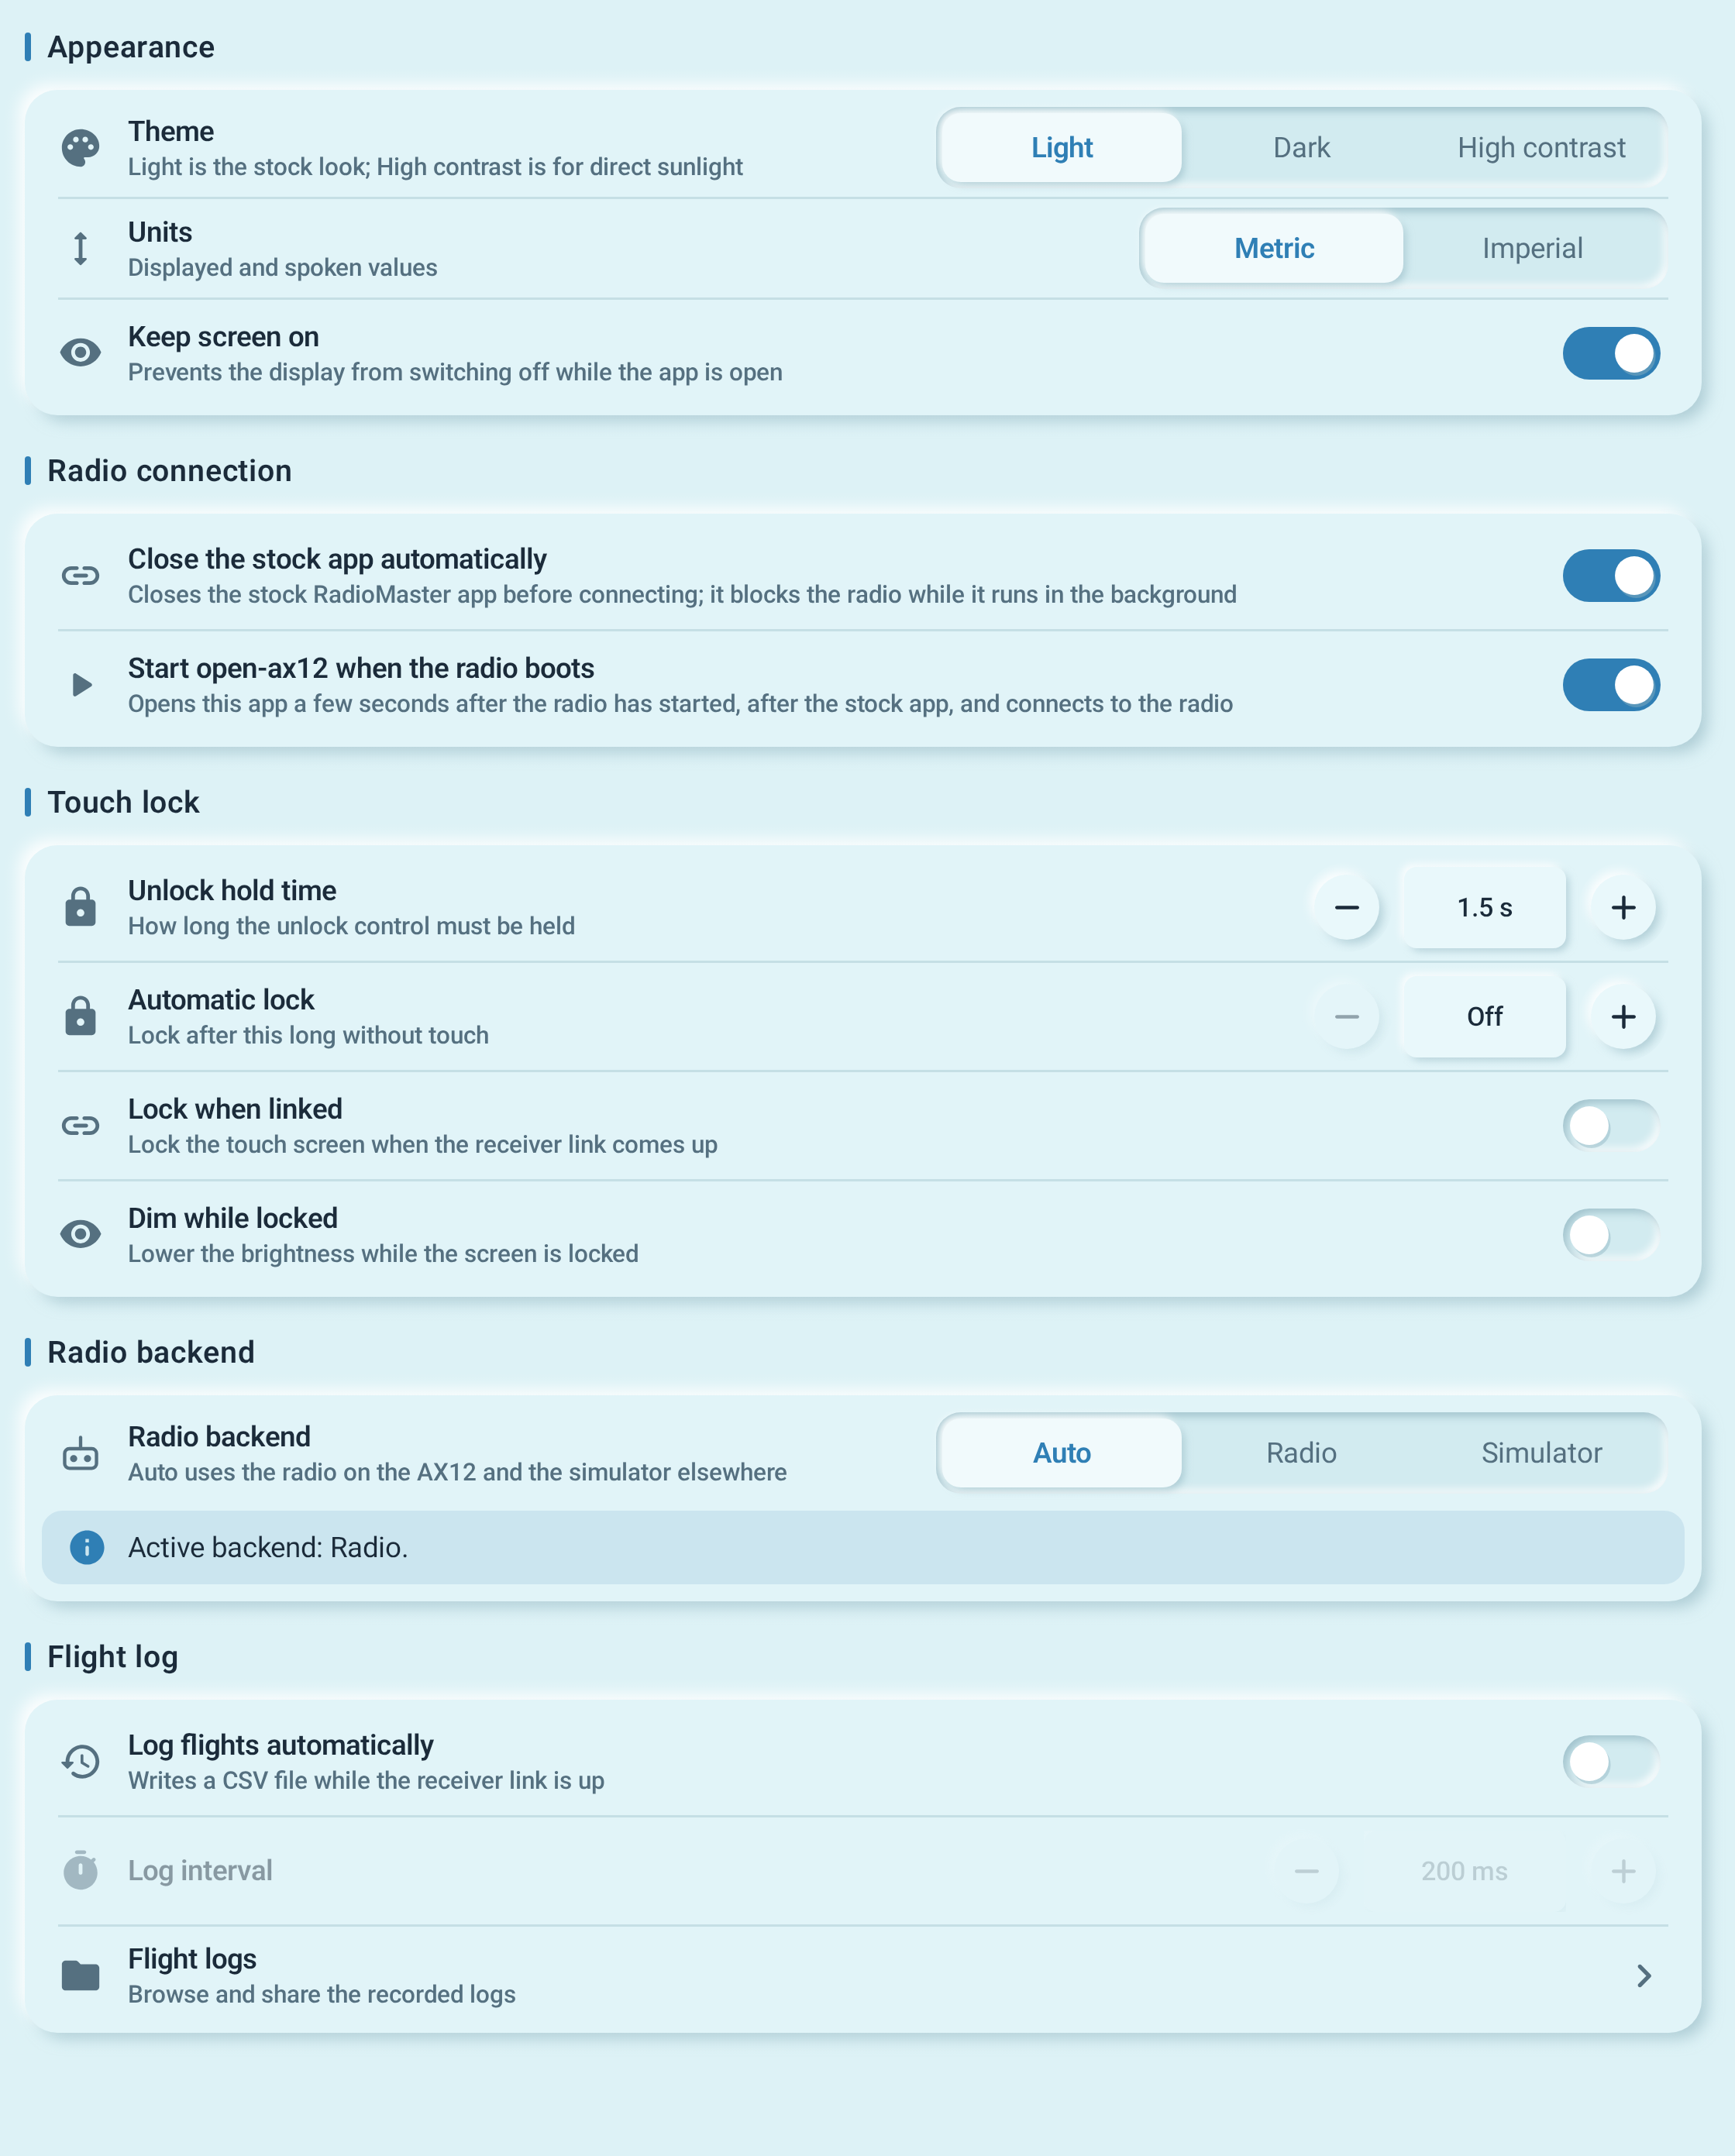 Appearance
Theme
Light is the stock look; High contrast is for direct sunlight
Light
Dark
High contrast
Units
Displayed and spoken values
Metric
Imperial
Keep screen on
Prevents the display from switching off while the app is open
Radio connection
Close the stock app automatically
Closes the stock RadioMaster app before connecting; it blocks the radio while it runs in the background
Start open-ax12 when the radio boots
Opens this app a few seconds after the radio has started, after the stock app, and connects to the radio
Touch lock
Unlock hold time
How long the unlock control must be held
1.5 s
Automatic lock
Lock after this long without touch
Off
Lock when linked
Lock the touch screen when the receiver link comes up
Dim while locked
Lower the brightness while the screen is locked
Radio backend
Radio backend
Auto uses the radio on the AX12 and the simulator elsewhere
Auto
Radio
Simulator
Active backend: Radio.
Flight log
Log flights automatically
Writes a CSV file while the receiver link is up
Log interval
200 ms
Flight logs
Browse and share the recorded logs